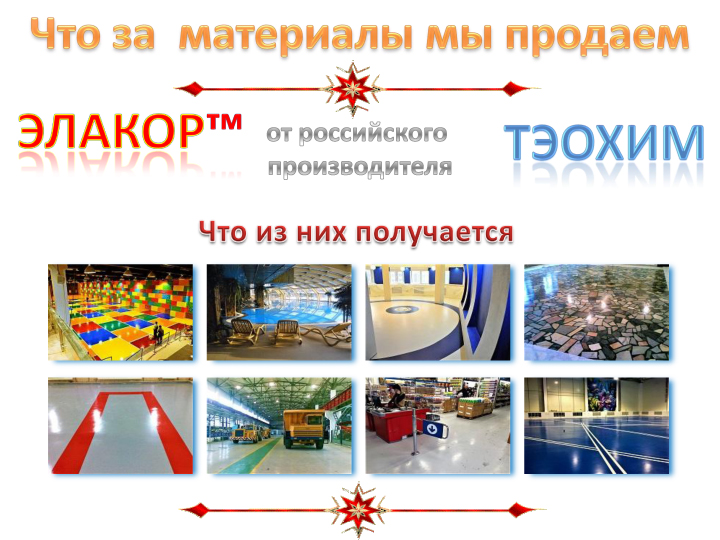 Что за материалы мы продаем
ЭЛАКОР™
от российского
производителя
ТЭОХИМ
Что из них получается